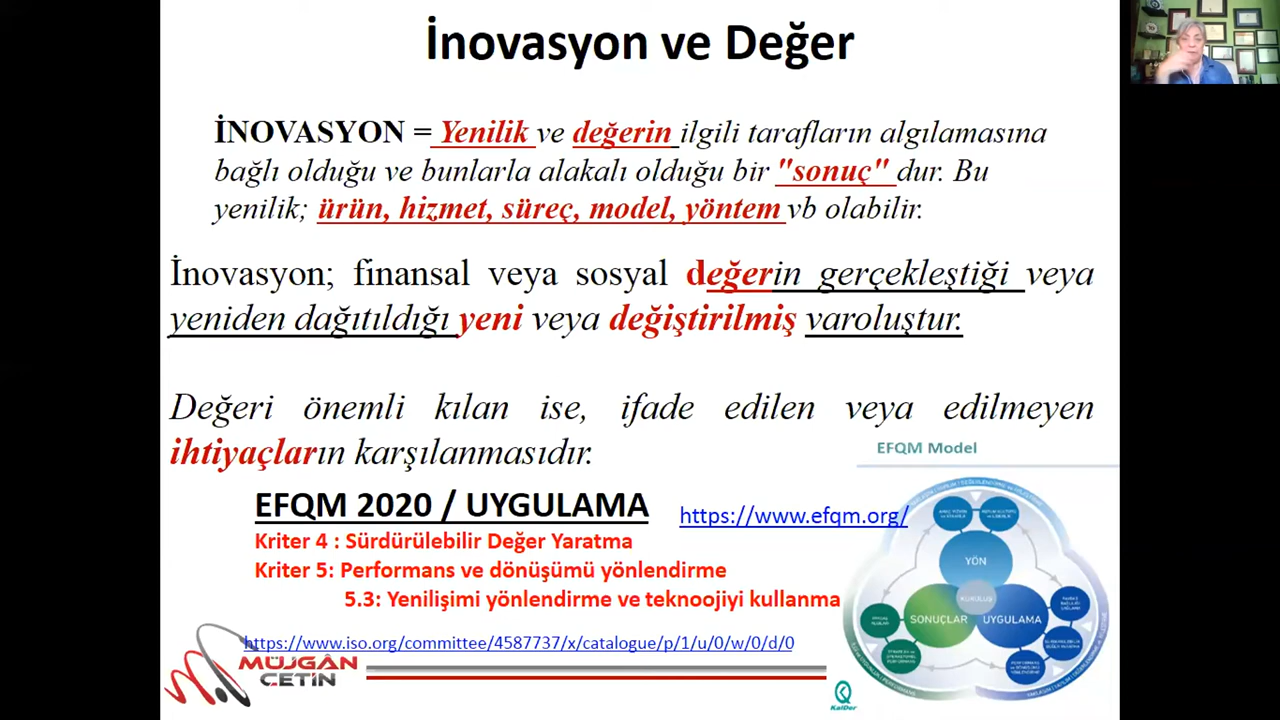 İnovasyon ve Değer
İNOVASYON = Yenilik ve değerin ilgili tarafların algılamasına
bağlı olduğu ve bunlarla alakalı olduğu bir "sonuç" dur. Bu
yenilik; ürün, hizmet, süreç, model, yöntem vb olabilir.
İnovasyon; finansal veya sosyal değerin gerçekleştiği veya
yeniden dağıtıldığı yeni veya değiştirilmiş varoluştur.
Değeri önemli kılan ise, ifade edilen veya edilmeyen
ihtiyaçların karşılanmasıdır.
EFQM Model
EFQM 2020 / UYGULAMA
https://www.efqm.org/
Kriter 4 : Sürdürülebilir Değer Yaratma
Kriter 5: Performans ve dönüşümü yönlendirme
5.3: Yenilişimi yönlendirme ve teknoojiyi kullanma
YÖN
KURULUŞ
SONUÇLAR
UYGULAMA
https://www.iso.org/committee/4587737/x/catalogue/p/1/u/0/w/0/d/0
MÜJGÂN
ÇETİN
KalDer